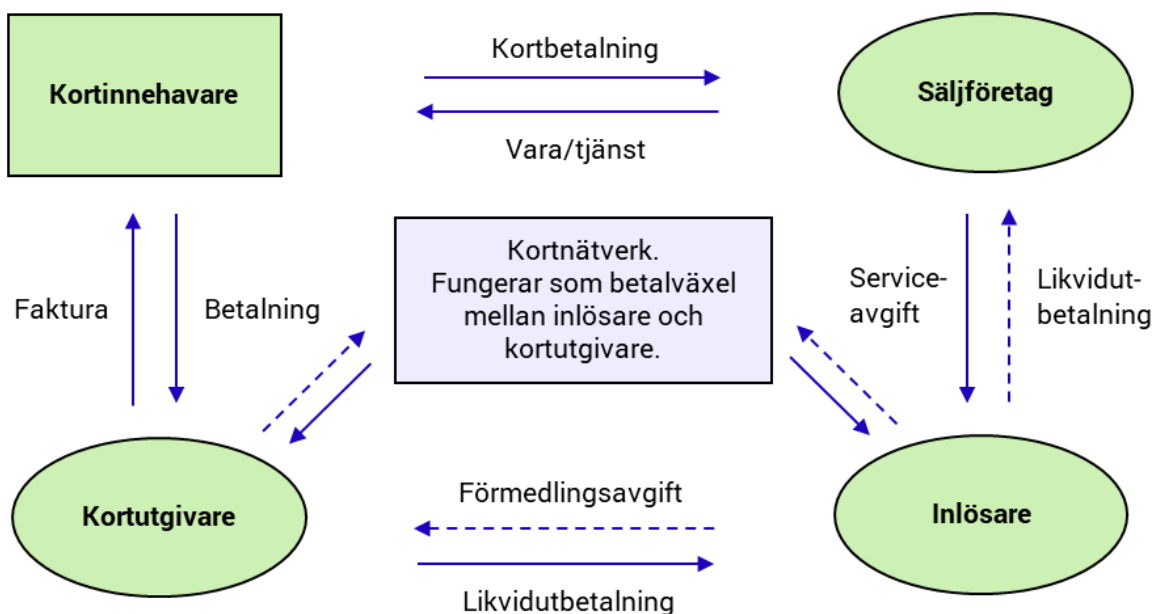 Kortinnehavare
Kortbetalning
Vara/tjänst
Säljföretag
Faktura
Betalning
Kortnätverk.
Fungerar som betalväxel
mellan inlösare och
kortutgivare.
Service-
avgift
Likvidut-
betalning
Kortutgivare
Förmedlingsavgift
Likvidutbetalning
Inlösare